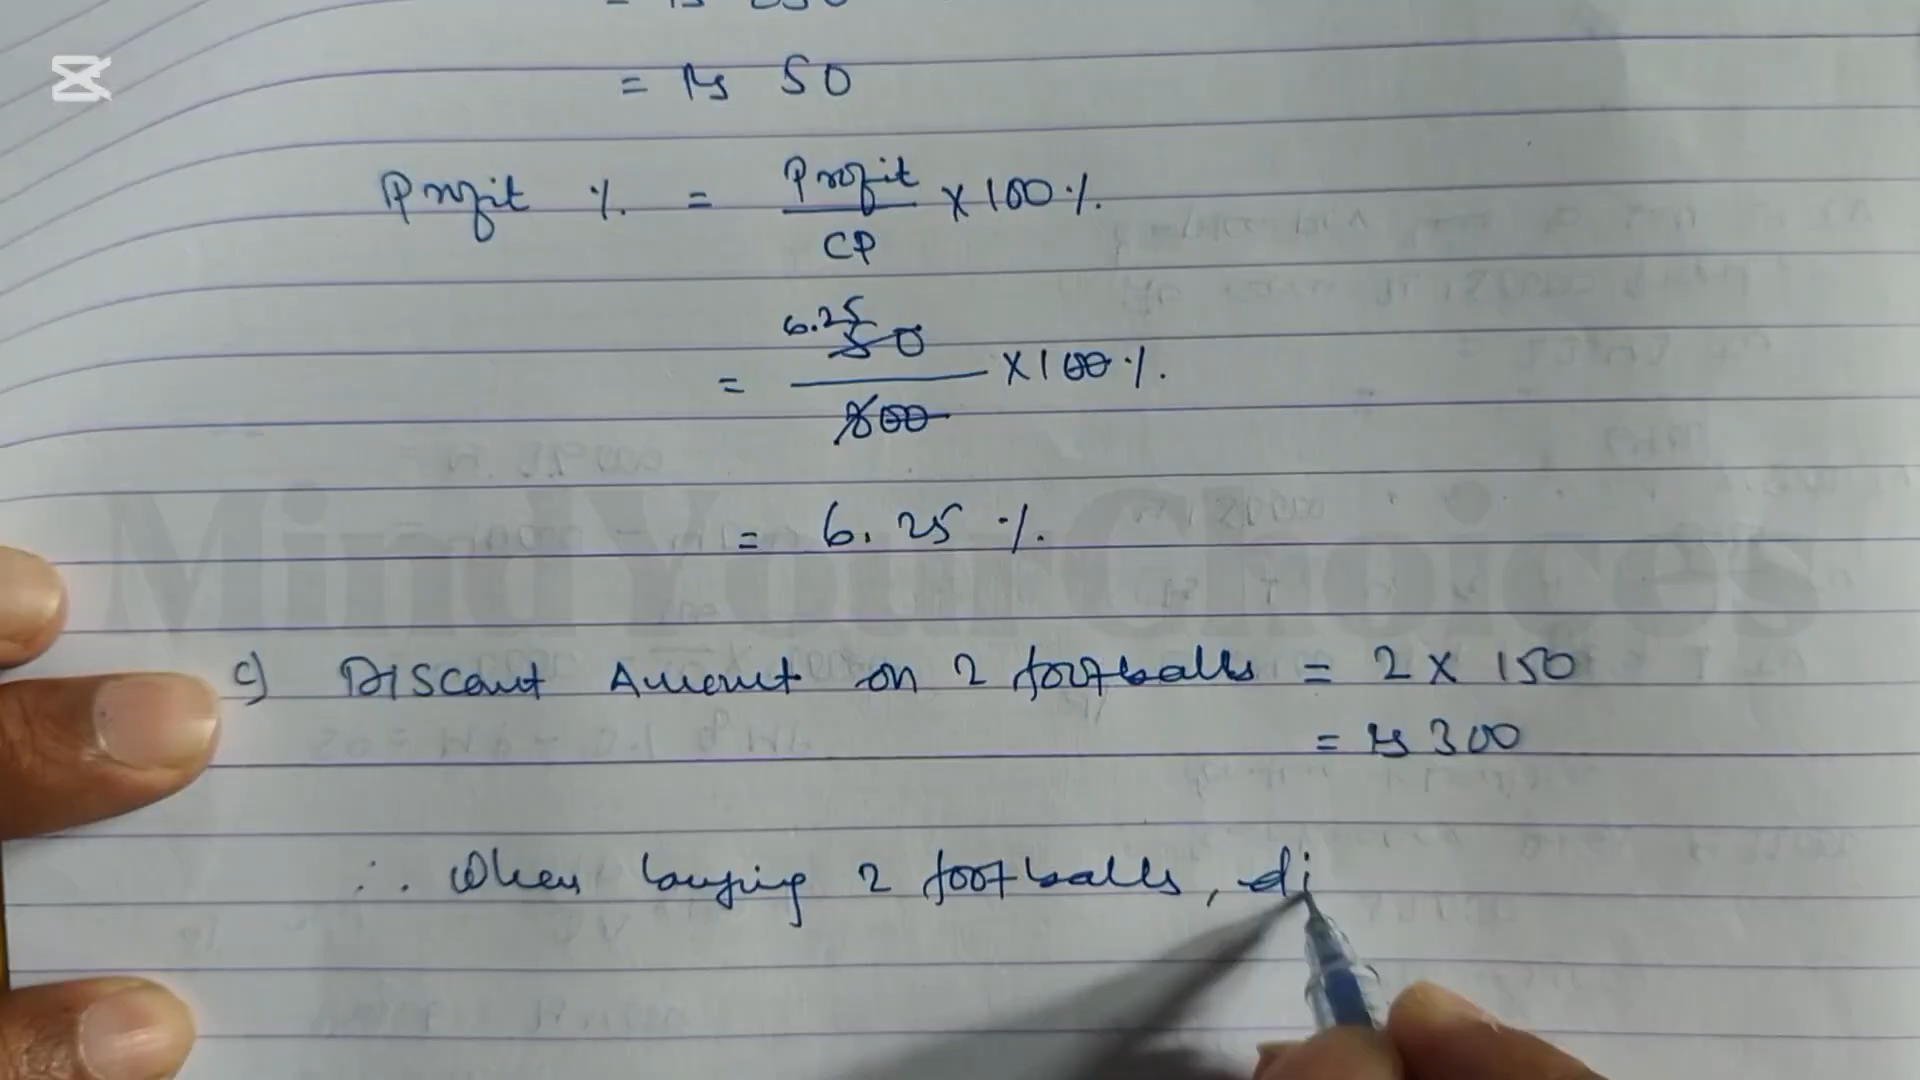 = Rs 50
Profit % = Profit/CP × 100%
= 6.25 50/800 × 100%
= 6.25 %
MindYourChoices
c) Discount Amount on 2 footballs = 2 × 150
= Rs 300
∴ When buying 2 footballs, di